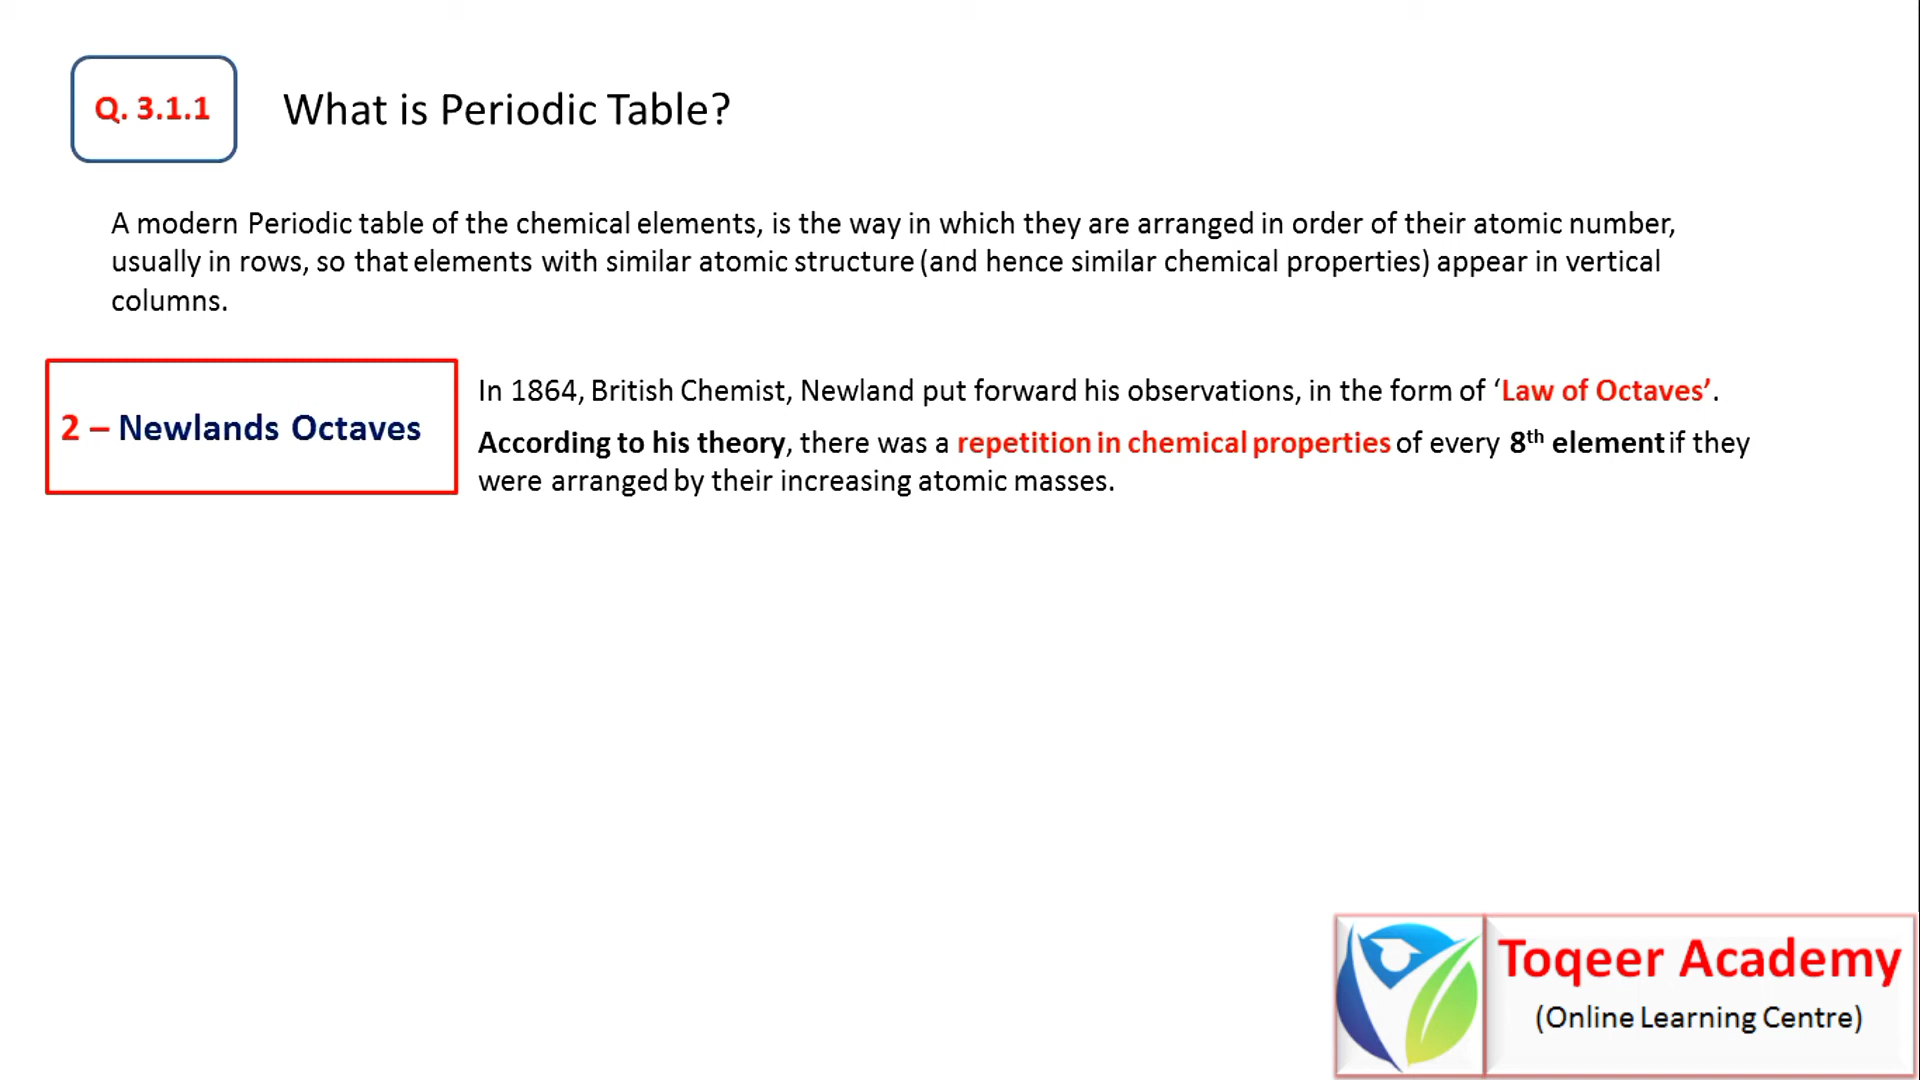 Q. 3.1.1
What is Periodic Table?
A modern Periodic table of the chemical elements, is the way in which they are arranged in order of their atomic number,
usually in rows, so that elements with similar atomic structure (and hence similar chemical properties) appear in vertical
columns.
2 – Newlands Octaves
In 1864, British Chemist, Newland put forward his observations, in the form of ‘Law of Octaves’.
According to his theory, there was a repetition in chemical properties of every 8th element if they
were arranged by their increasing atomic masses.
Toqeer Academy
(Online Learning Centre)